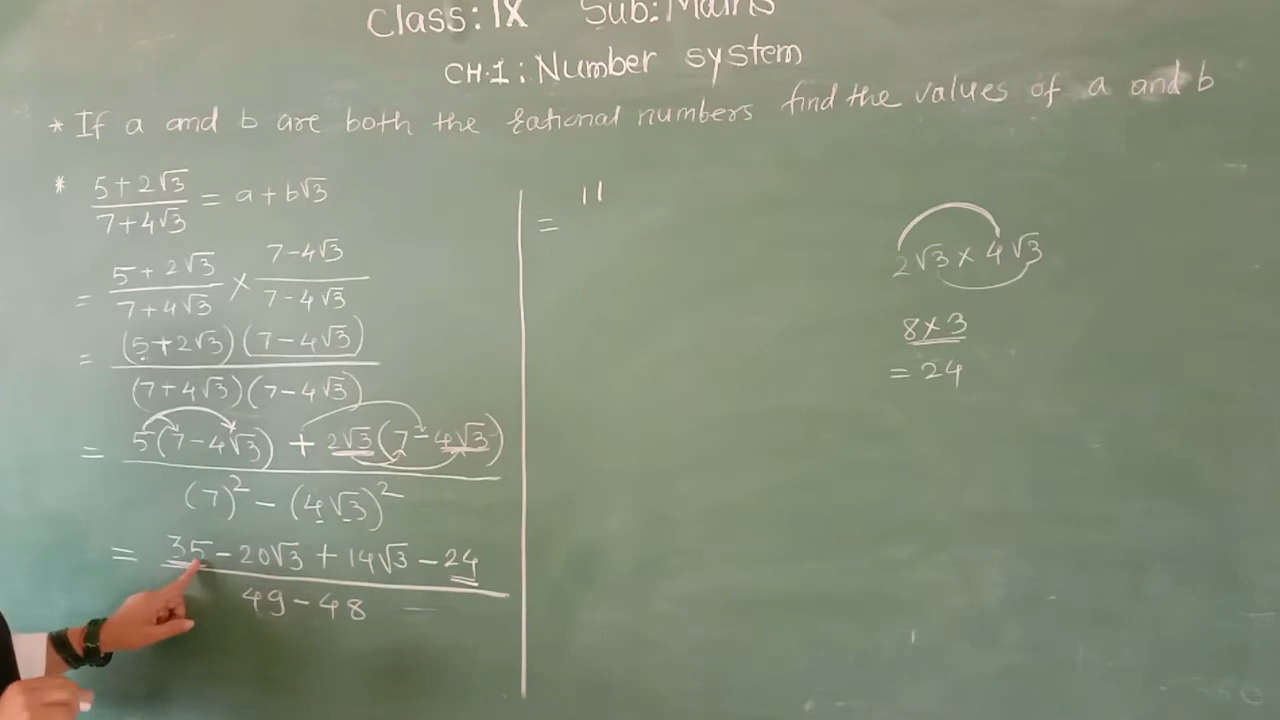 Class: IX Sub: Maths
CH.1: Number system
* If a and b are both the rational numbers find the values of a and b
* (5+2√3)/(7+4√3) = a+b√3
= (5+2√3)/(7+4√3) × (7-4√3)/(7-4√3)
= (5+2√3)(7-4√3)/(7+4√3)(7-4√3)
= 5(7-4√3) + 2√3(7-4√3)/(7)² - (4√3)²
= 35-20√3+14√3-24/49-48
= 11
2√3×4√3
8×3
= 24